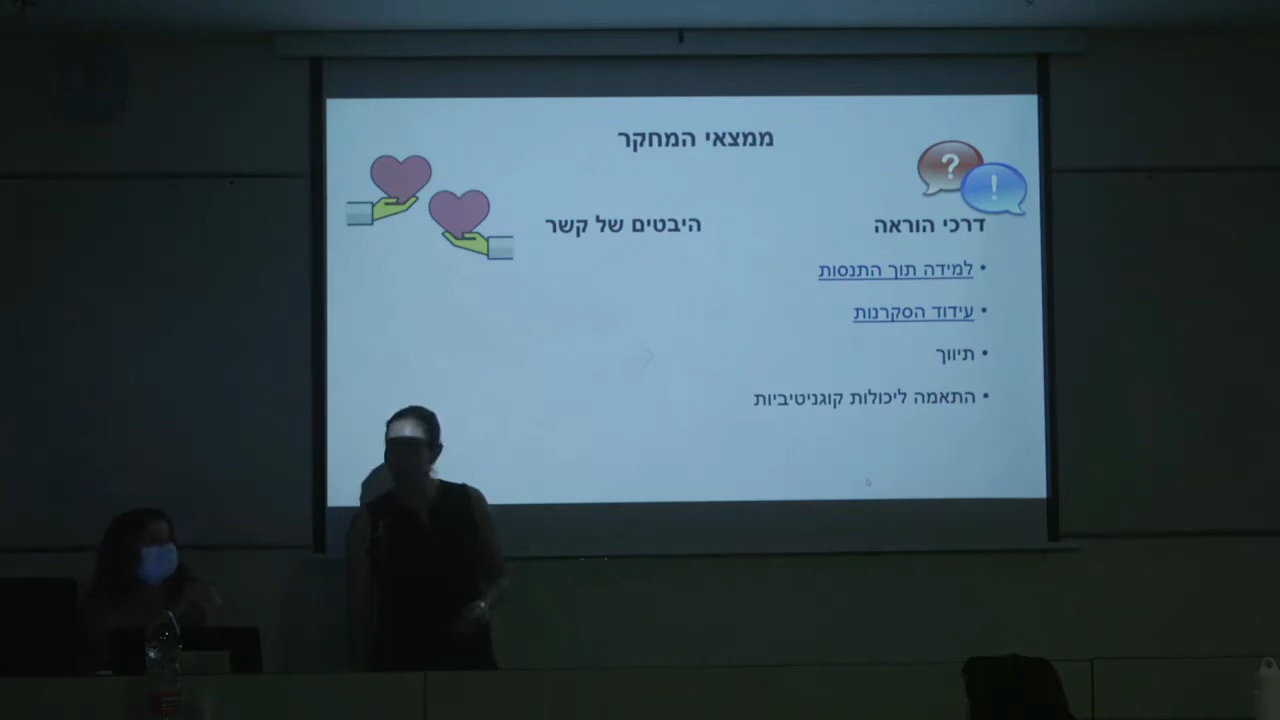 ממצאי המחקר
? !
דרכי הוראה
• למידה תוך התנסות
• עידוד הסקרנות
• תיווך
• התאמה ליכולות קוגניטיביות
היבטים של קשר